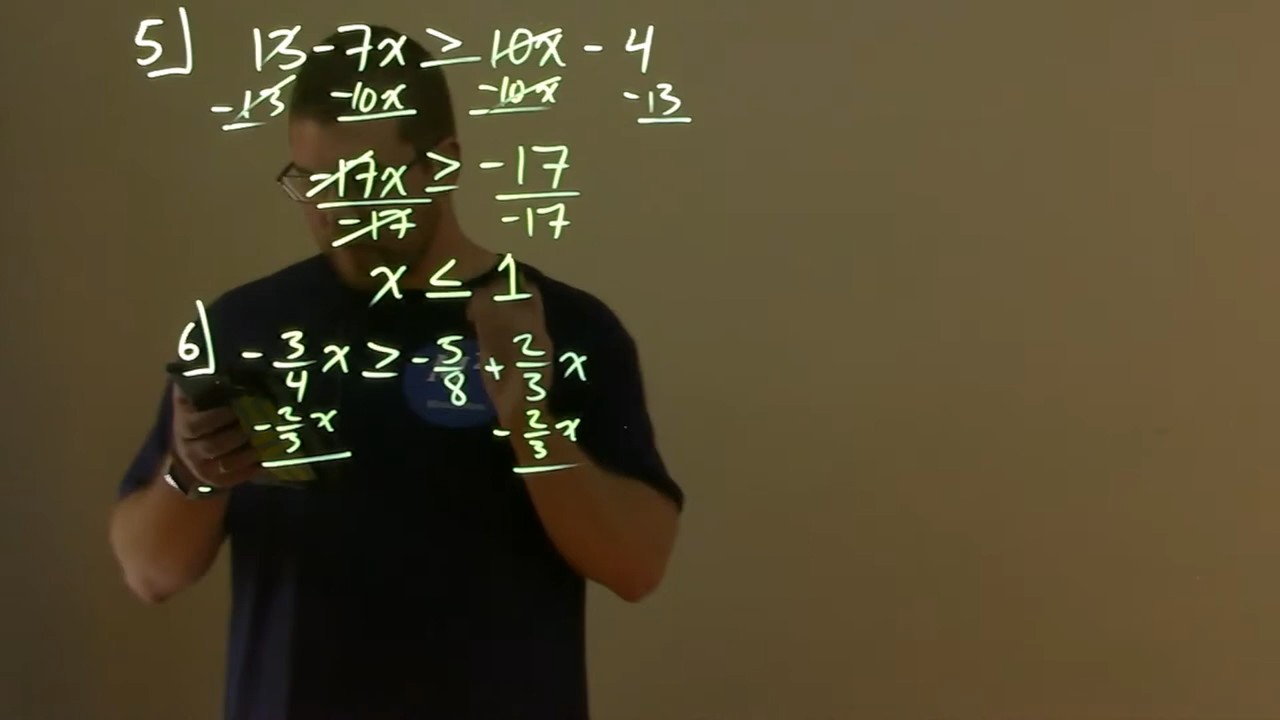 5] 13 - 7x ≥ 10x - 4
-13 -10x -10x -13
-17x ≥ -17
-17 -17
x ≤ 1
6] - 3/4 x ≥ - 5/8 + 2/3 x
- 2/3 x - 2/3 x